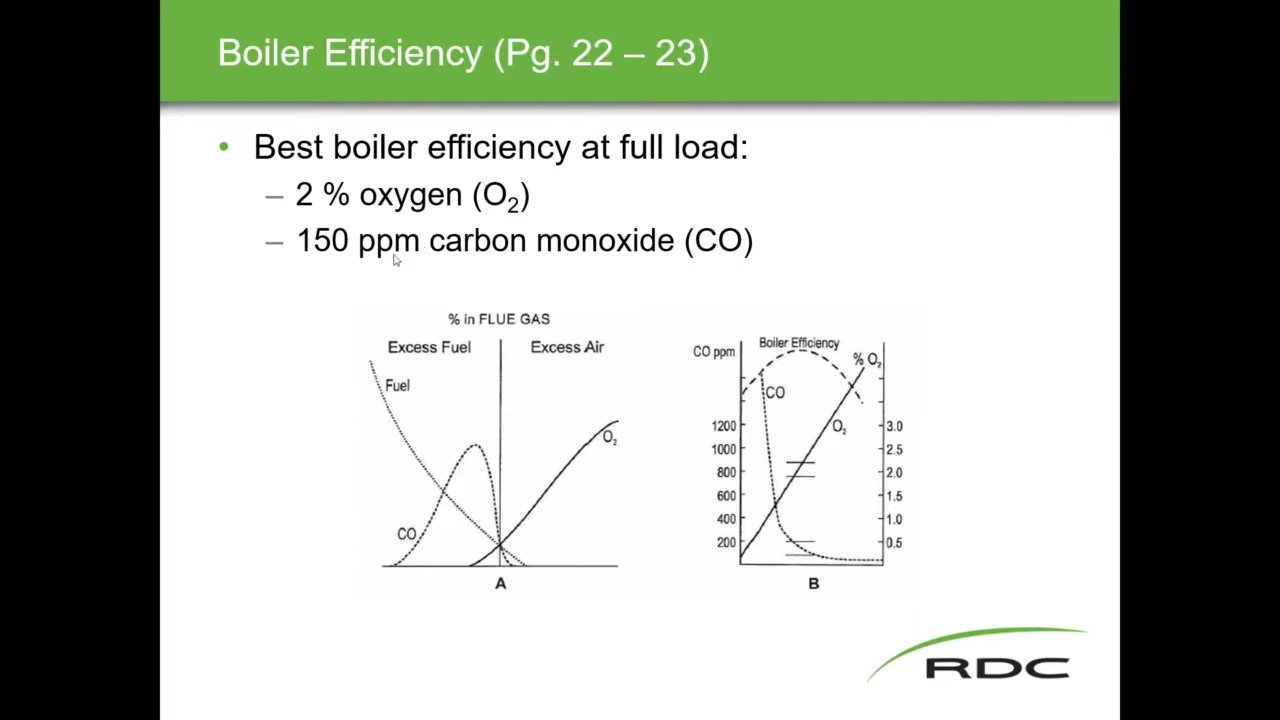 Boiler Efficiency (Pg. 22 – 23)
• Best boiler efficiency at full load:
– 2 % oxygen (O₂)
– 150 ppm carbon monoxide (CO)
% in FLUE GAS
Excess Fuel Excess Air
Fuel
O₂
CO
A
CO ppm Boiler Efficiency % O₂
CO
O₂
1200 3.0
1000 2.5
800 2.0
600 1.5
400 1.0
200 0.5
B
RDC